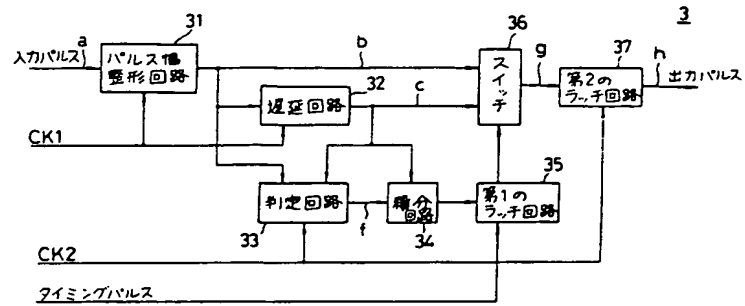 3
31
入力パルス
a
パルス幅
整形回路
b
32
遅延回路
c
36
スイッチ
g
37
第2の
ラッチ回路
h
出力パルス
CK1
判定回路
33
f
積分
回路
34
35
第1の
ラッチ回路
CK2
タイミングパルス